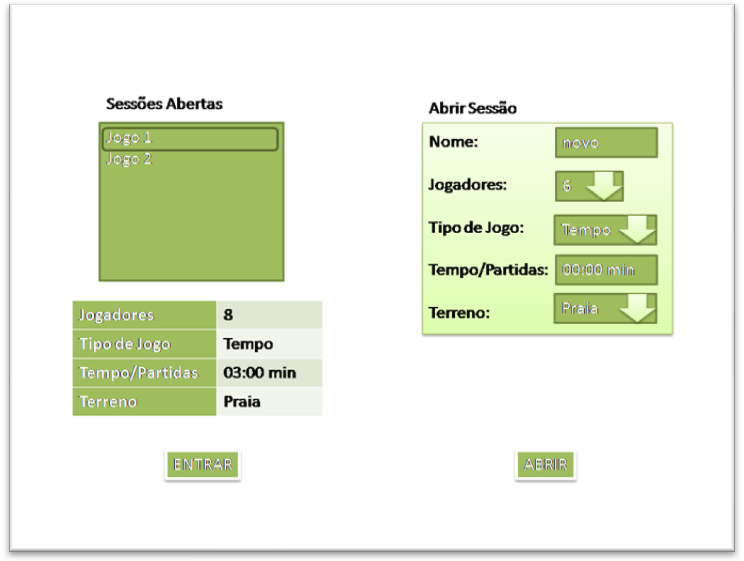 Sessões Abertas
Jogo 1
Jogo 2
Jogadores 8
Tipo de Jogo Tempo
Tempo/Partidas 03:00 min
Terreno Praia
ENTRAR
Abrir Sessão
Nome: novo
Jogadores: 6
Tipo de Jogo: Tempo
Tempo/Partidas: 00:00 min
Terreno: Praia
ABRIR